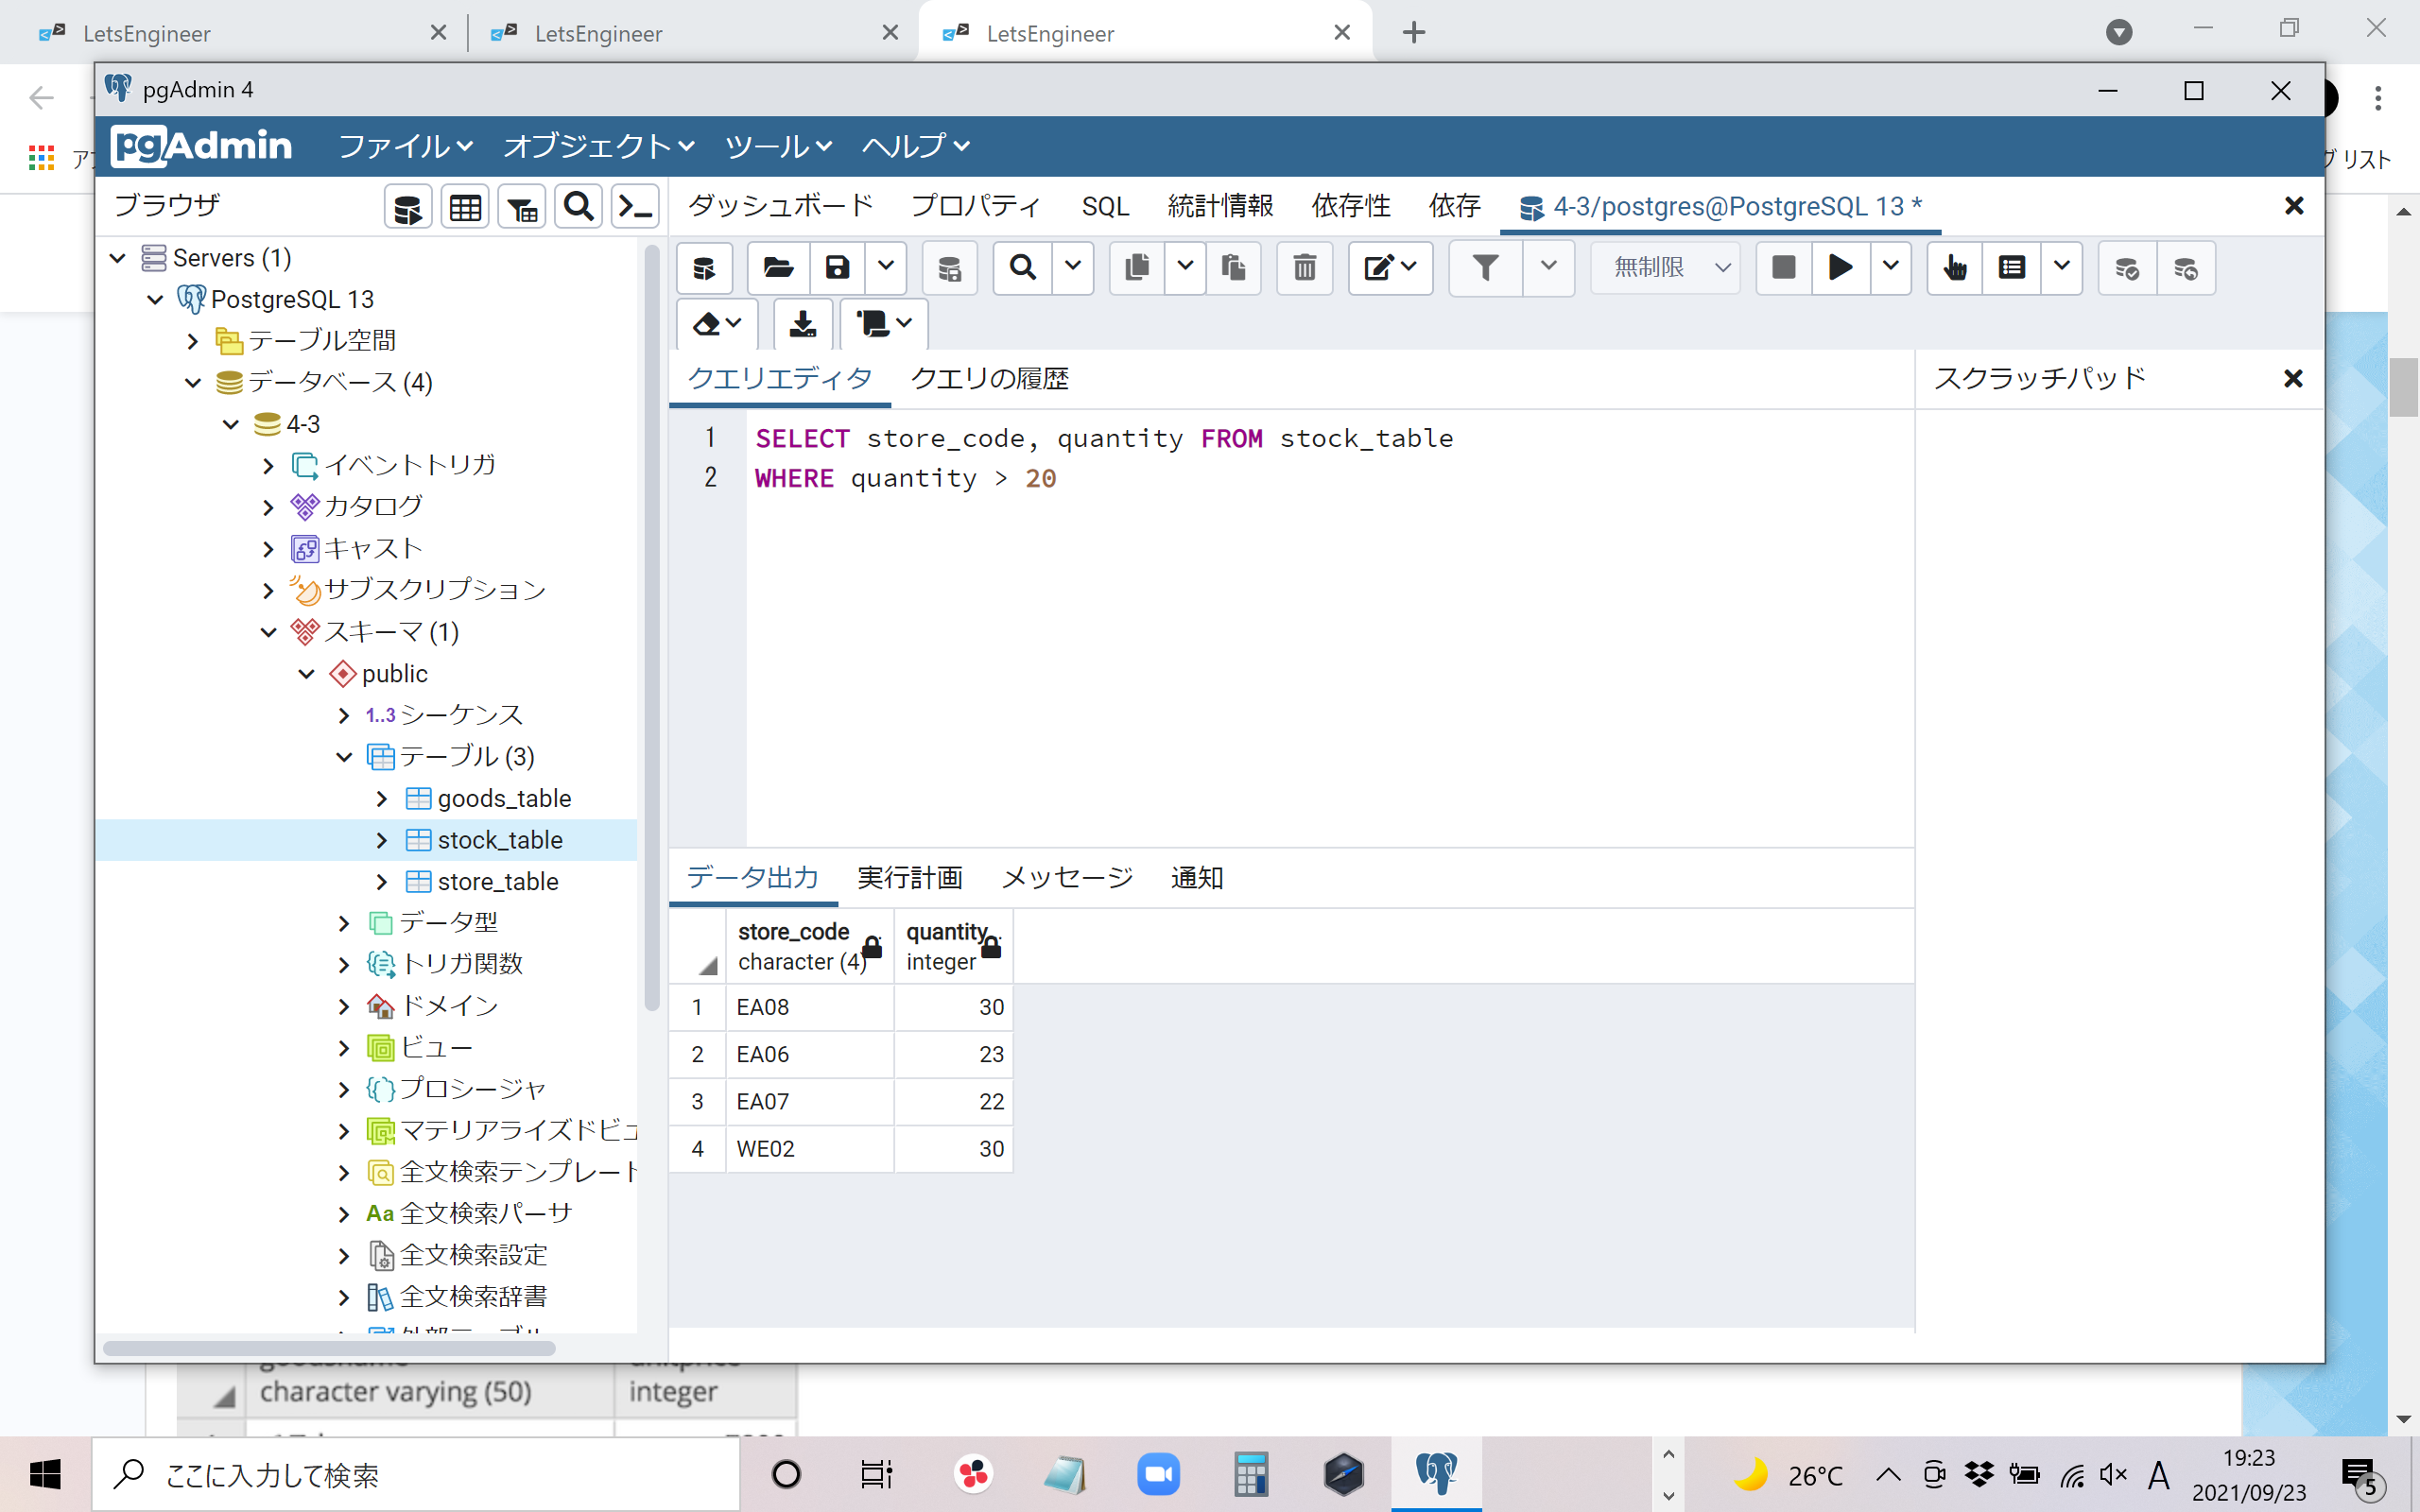 LetsEngineer
LetsEngineer
LetsEngineer
pgAdmin 4
pgAdmin ファイル オブジェクト ツール ヘルプ
グ リスト
ブラウザ
ダッシュボード プロパティ SQL 統計情報 依存性 依存 4-3/postgres@PostgreSQL 13 *
無制限
Servers (1)
PostgreSQL 13
テーブル空間
データベース (4)
4-3
イベントトリガ
カタログ
キャスト
サブスクリプション
スキーマ (1)
public
1..3 シーケンス
テーブル (3)
goods_table
stock_table
store_table
データ型
トリガ関数
ドメイン
ビュー
プロシージャ
マテリアライズドビュ
全文検索テンプレート
Aa 全文検索パーサ
全文検索設定
全文検索辞書
外部テーブル
クエリエディタ クエリの履歴
スクラッチパッド
1 SELECT store_code, quantity FROM stock_table
2 WHERE quantity > 20
データ出力 実行計画 メッセージ 通知
store_code quantity
character (4) integer
1 EA08 30
2 EA06 23
3 EA07 22
4 WE02 30
character varying (50) integer
ここに入力して検索
26°C
A
19:23
2021/09/23
5